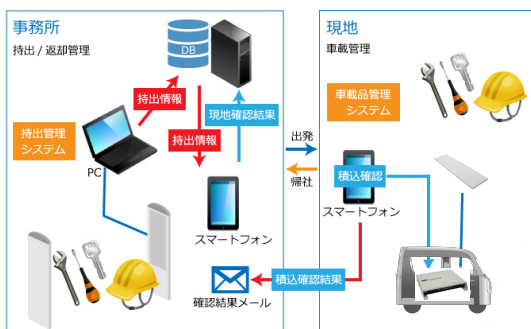 事務所
持出 / 返却管理
DB
持出情報
現地確認結果
持出管理
システム
持出情報
PC
スマートフォン
確認結果メール
出発
帰社
現地
車載管理
車載品管理
システム
積込確認
スマートフォン
積込確認結果